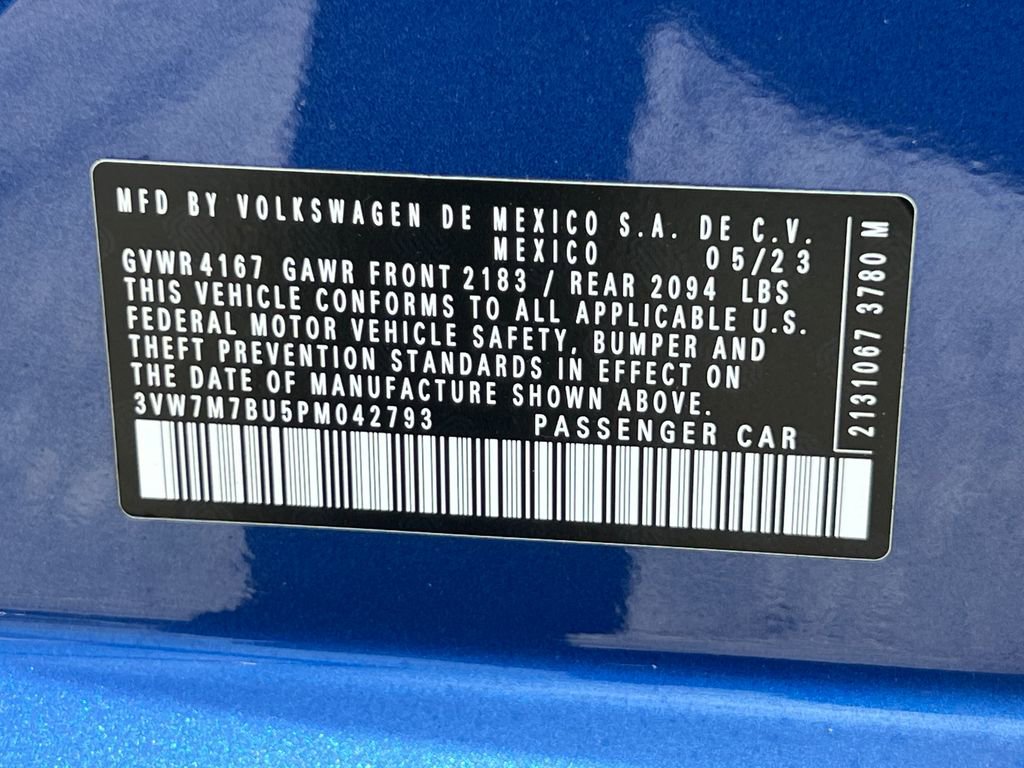 MFD BY VOLKSWAGEN DE MEXICO S.A. DE C.V.
MEXICO 05/23
GVWR 4167 GAWR FRONT 2183 / REAR 2094 LBS
THIS VEHICLE CONFORMS TO ALL APPLICABLE U.S.
FEDERAL MOTOR VEHICLE SAFETY, BUMPER AND
THEFT PREVENTION STANDARDS IN EFFECT ON
THE DATE OF MANUFACTURE SHOWN ABOVE.
3VW7M7BU5PM042793 PASSENGER CAR
2131067 3780 M